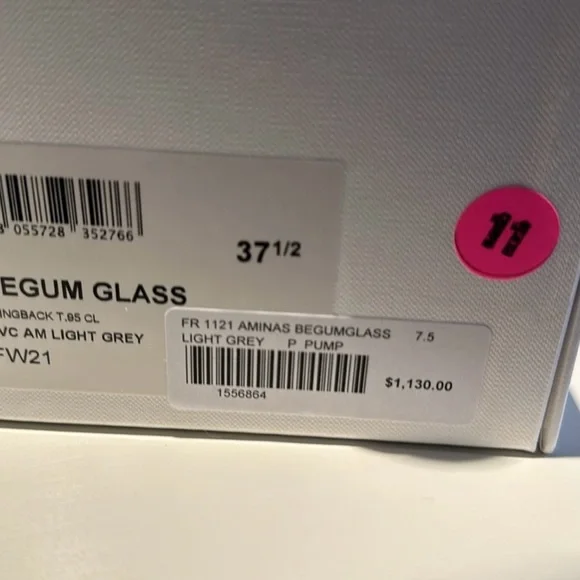 055728 352766
37 1/2
11
EGUM GLASS
INGBACK T.95 CL
VC AM LIGHT GREY
FW21
FR 1121 AMINAS BEGUMGLASS 7.5
LIGHT GREY P PUMP
$1,130.00
1556864